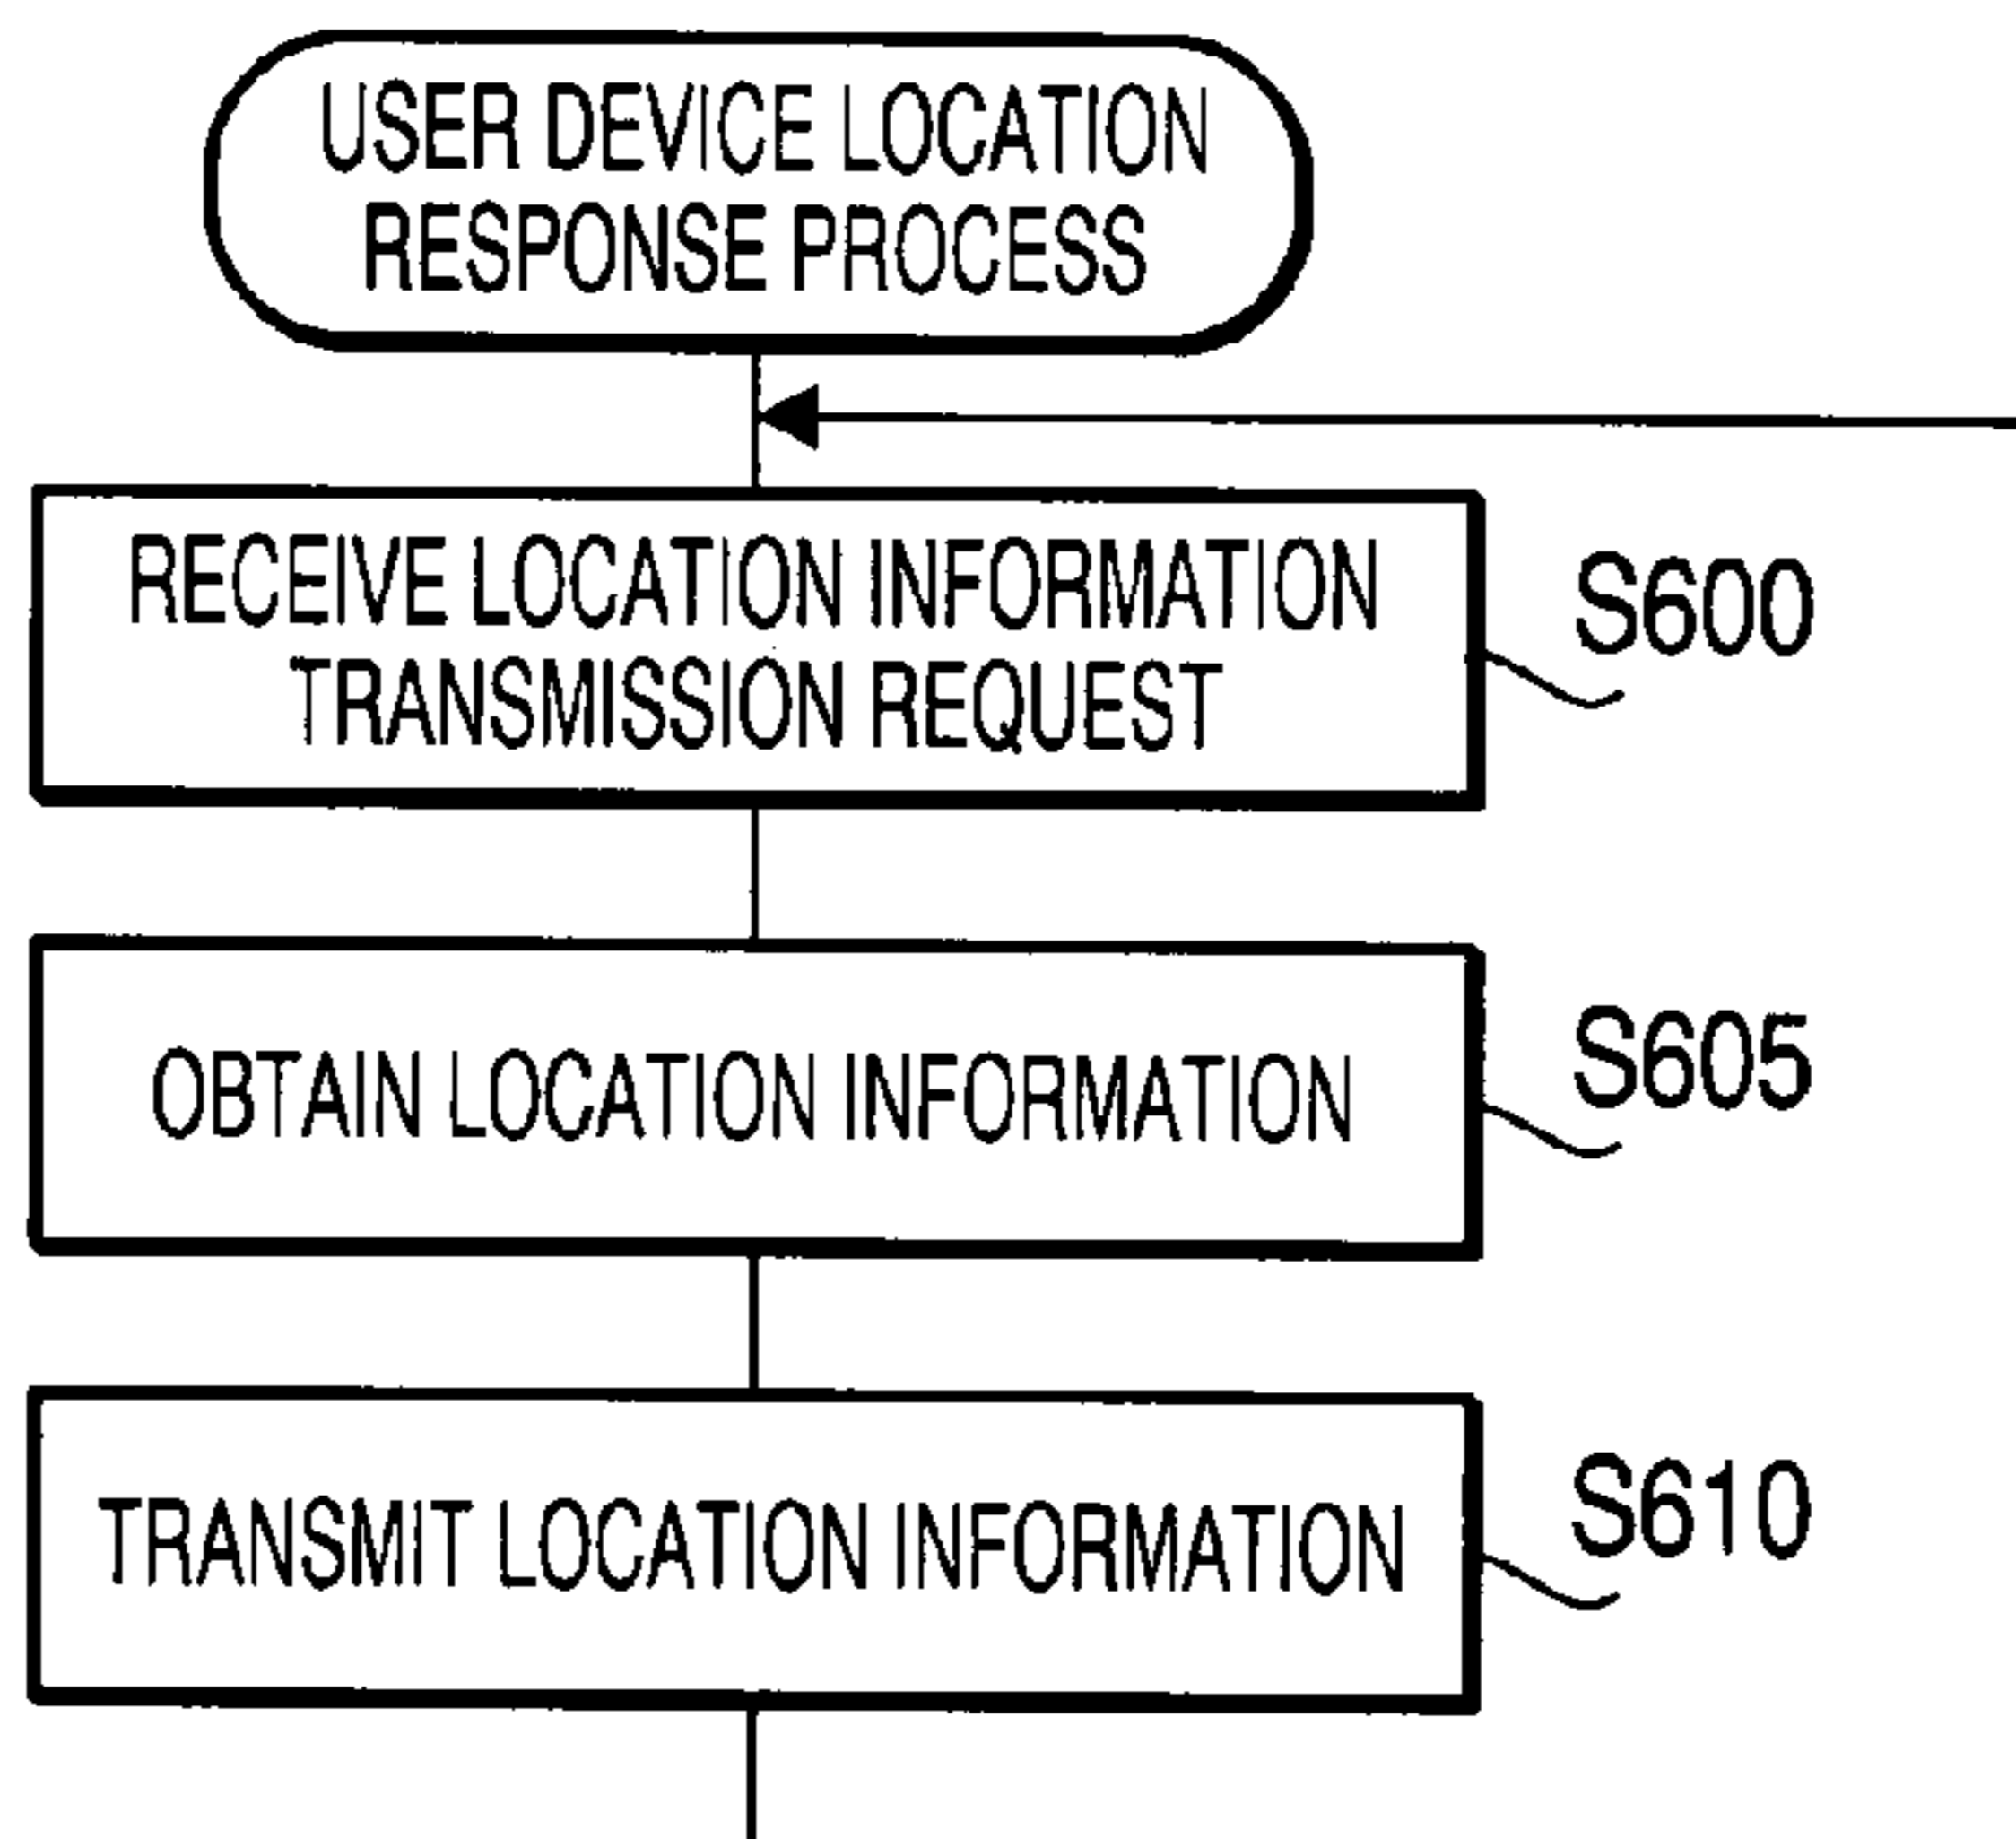 USER DEVICE LOCATION
RESPONSE PROCESS
RECEIVE LOCATION INFORMATION
TRANSMISSION REQUEST
S600
OBTAIN LOCATION INFORMATION
S605
TRANSMIT LOCATION INFORMATION
S610